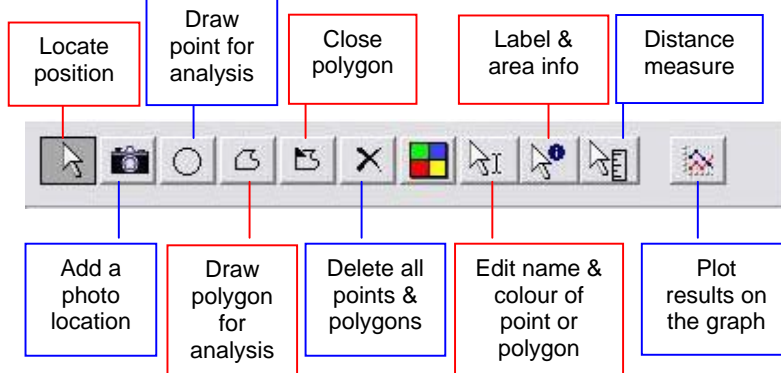 Locate
position
Draw
point for
analysis
Close
polygon
Label &
area info
Distance
measure
Add a
photo
location
Draw
polygon
for
analysis
Delete all
points &
polygons
Edit name &
colour of
point or
polygon
Plot
results on
the graph